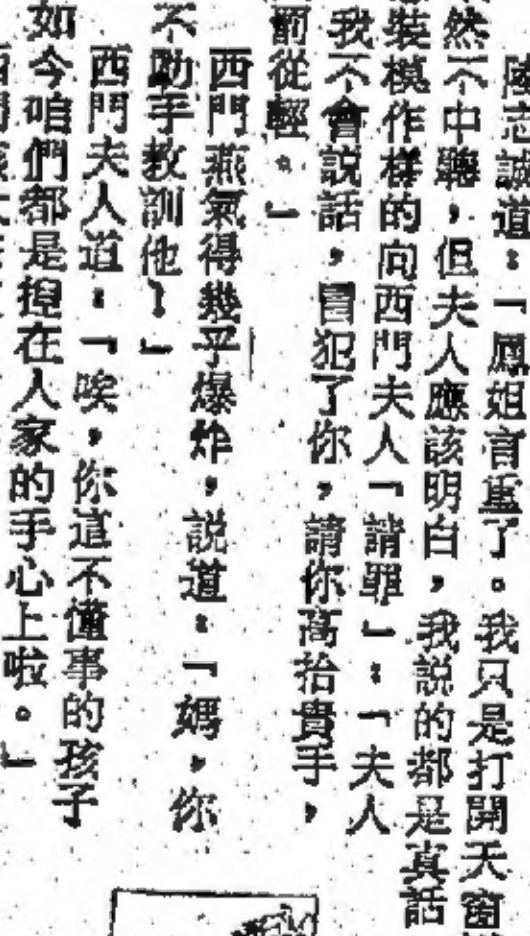 陸志誠道：「鳳姐言重了。我只是打開天窗
然不中聽，但夫人應該明白，我說的都是真話
裝模作樣的向西門夫人「請罪」：「夫人
我不會說話，冒犯了你，請你高抬貴手，
罰從輕。」
西門燕氣得幾乎爆炸，說道：「媽，你
不助手教訓他！」
西門夫人道：「唉，你這不懂事的孩子
如今咱們都是揑在人家的手心上啦。」